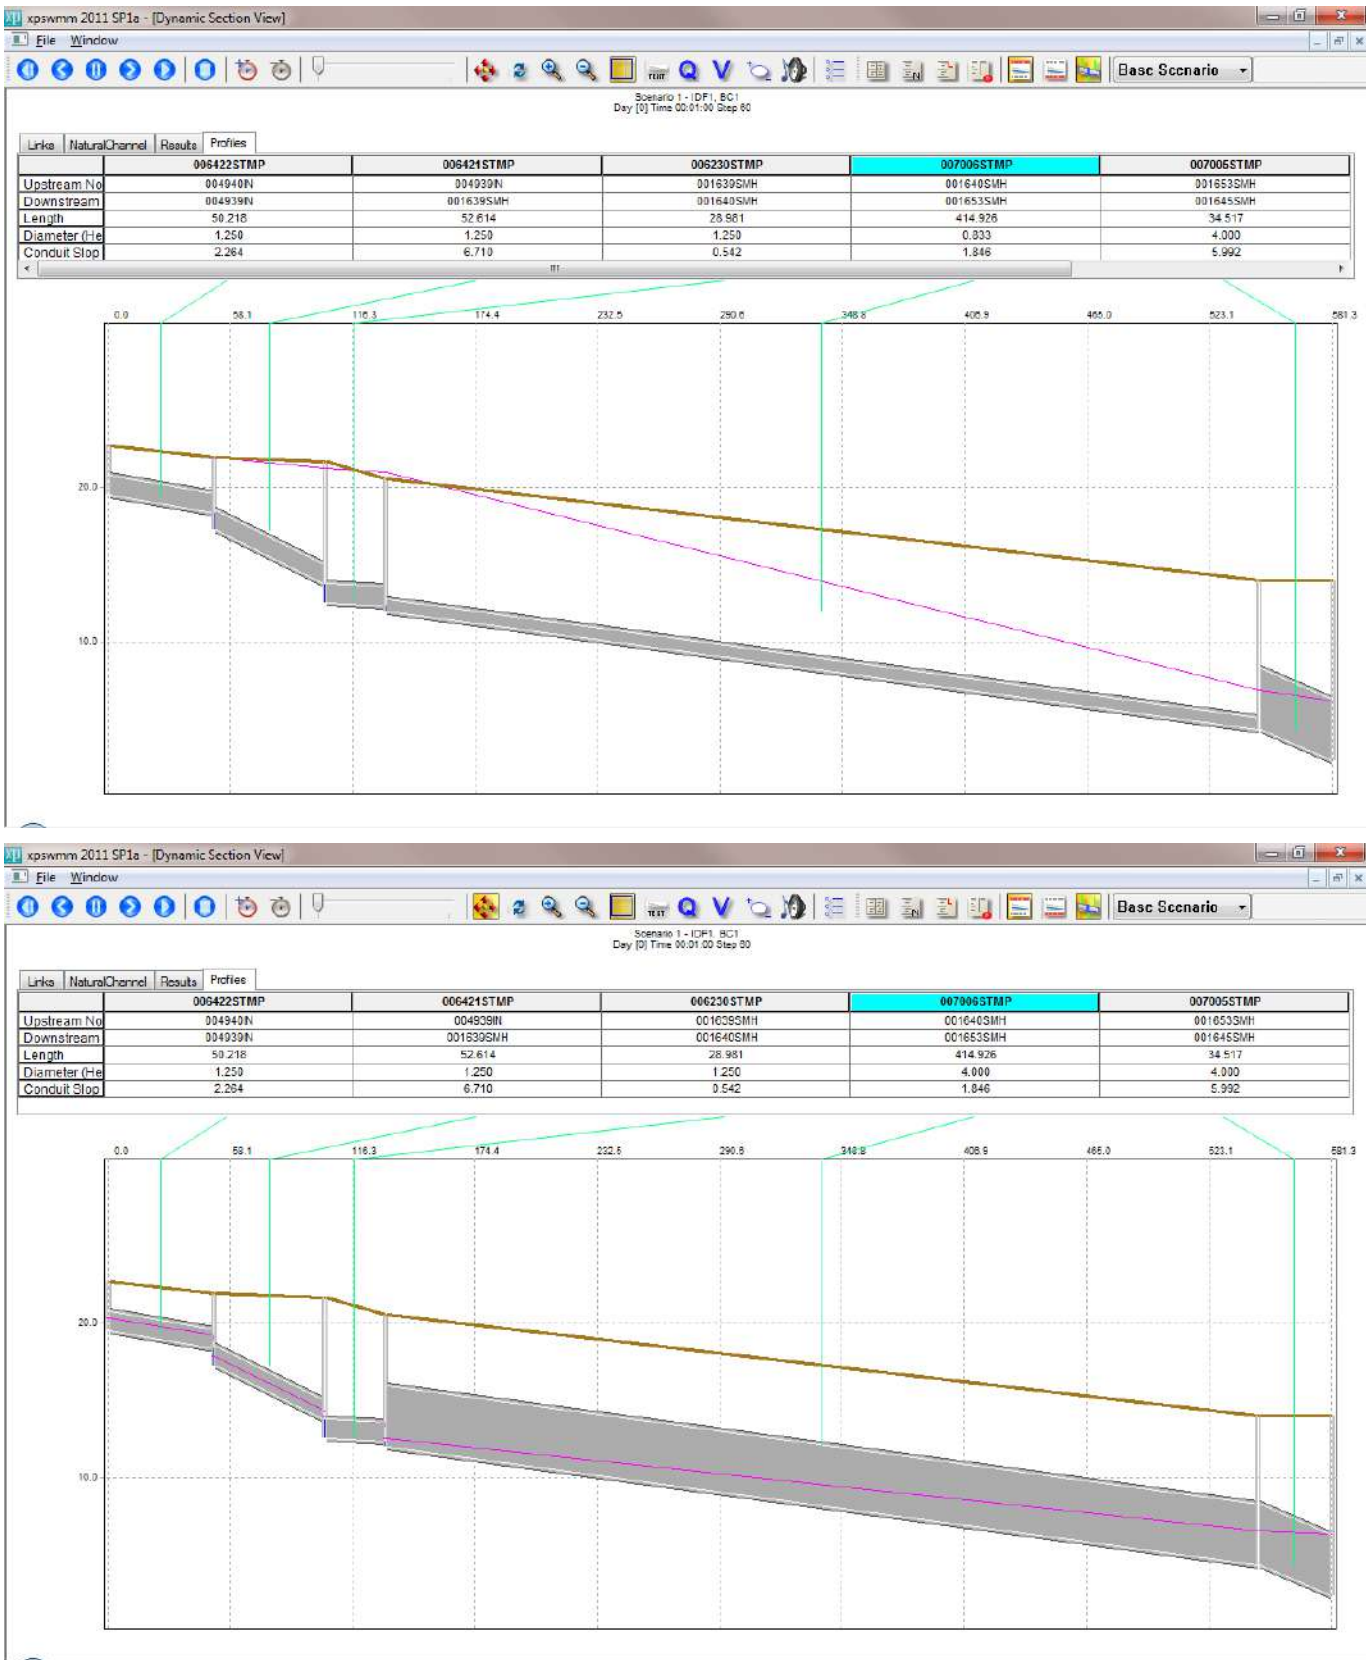 xpswmm 2011 SP1a - [Dynamic Section View]
File Window
TEXT Q V N Base Scenario
Scenario 1 - IDF1, BC1
Day [0] Time 00:01:00 Step 60
Links NaturalChannel Results Profiles
006422STMP 006421STMP 006230STMP 007006STMP 007005STMP
Upstream No 004940IN 004939IN 001639SMH 001640SMH 001653SMH
Downstream 004939IN 001639SMH 001640SMH 001653SMH 001645SMH
Length 50.218 52.614 28.981 414.926 34.517
Diameter (He 1.250 1.250 1.250 0.833 4.000
Conduit Slop 2.264 6.710 0.542 1.846 5.992
0.0 58.1 116.3 174.4 232.5 290.6 348.8 406.9 465.0 523.1 581.3
20.0
10.0
xpswmm 2011 SP1a - [Dynamic Section View]
File Window
TEXT Q V N Base Scenario
Scenario 1 - IDF1, BC1
Day [0] Time 00:01:00 Step 60
Links NaturalChannel Results Profiles
006422STMP 006421STMP 006230STMP 007006STMP 007005STMP
Upstream No 004940IN 004939IN 001639SMH 001640SMH 001653SMH
Downstream 004939IN 001639SMH 001640SMH 001653SMH 001645SMH
Length 50.218 52.614 28.981 414.926 34.517
Diameter (He 1.250 1.250 1.250 4.000 4.000
Conduit Slop 2.264 6.710 0.542 1.846 5.992
0.0 58.1 116.3 174.4 232.5 290.6 348.8 406.9 465.0 523.1 581.3
20.0
10.0